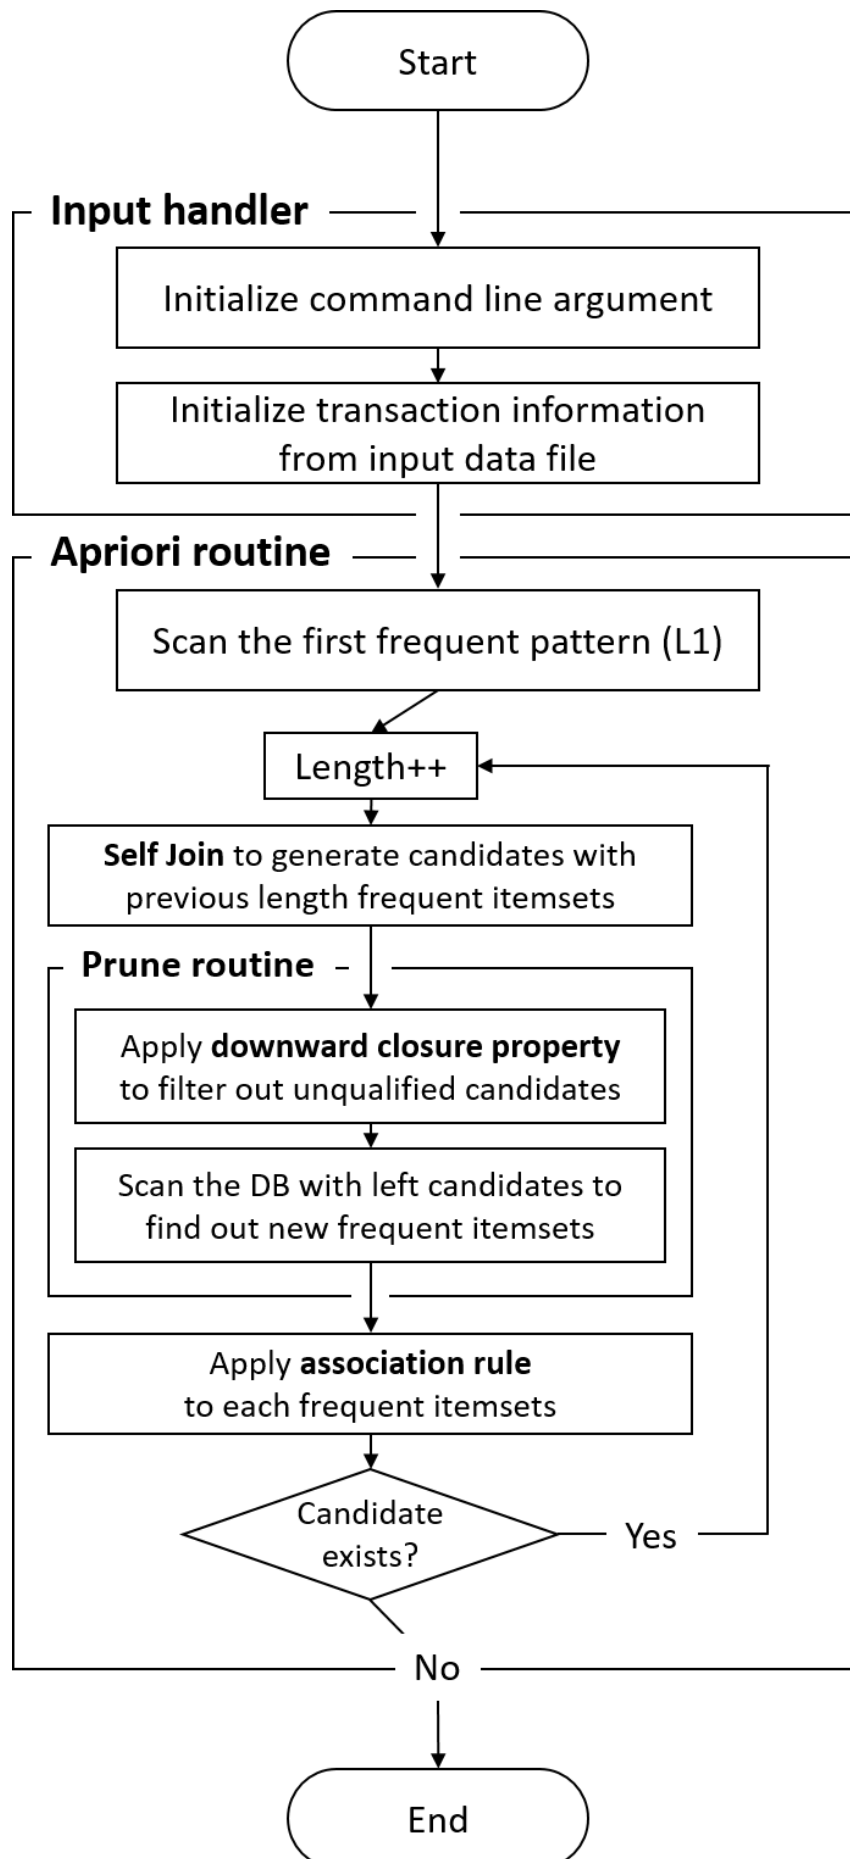 Start
Input handler
Initialize command line argument
Initialize transaction information
from input data file
Apriori routine
Scan the first frequent pattern (L1)
Length++
Self Join to generate candidates with
previous length frequent itemsets
Prune routine
Apply downward closure property
to filter out unqualified candidates
Scan the DB with left candidates to
find out new frequent itemsets
Apply association rule
to each frequent itemsets
Candidate
exists?
Yes
No
End